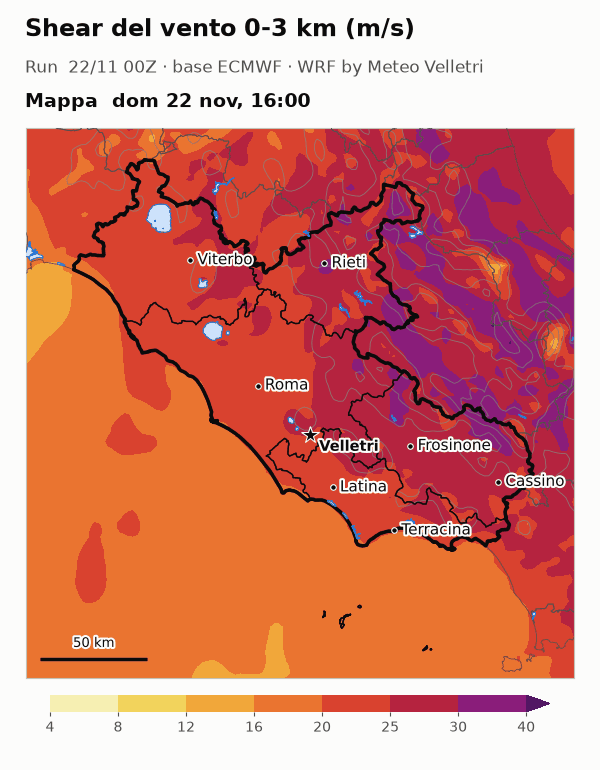 Shear del vento 0-3 km (m/s)
Run  22/11 00Z · base ECMWF · WRF by Meteo Velletri
Mappa  dom 22 nov, 16:00
Viterbo
Rieti
Roma
Velletri
Frosinone
Cassino
Latina
Terracina
50 km
4 8 12 16 20 25 30 40